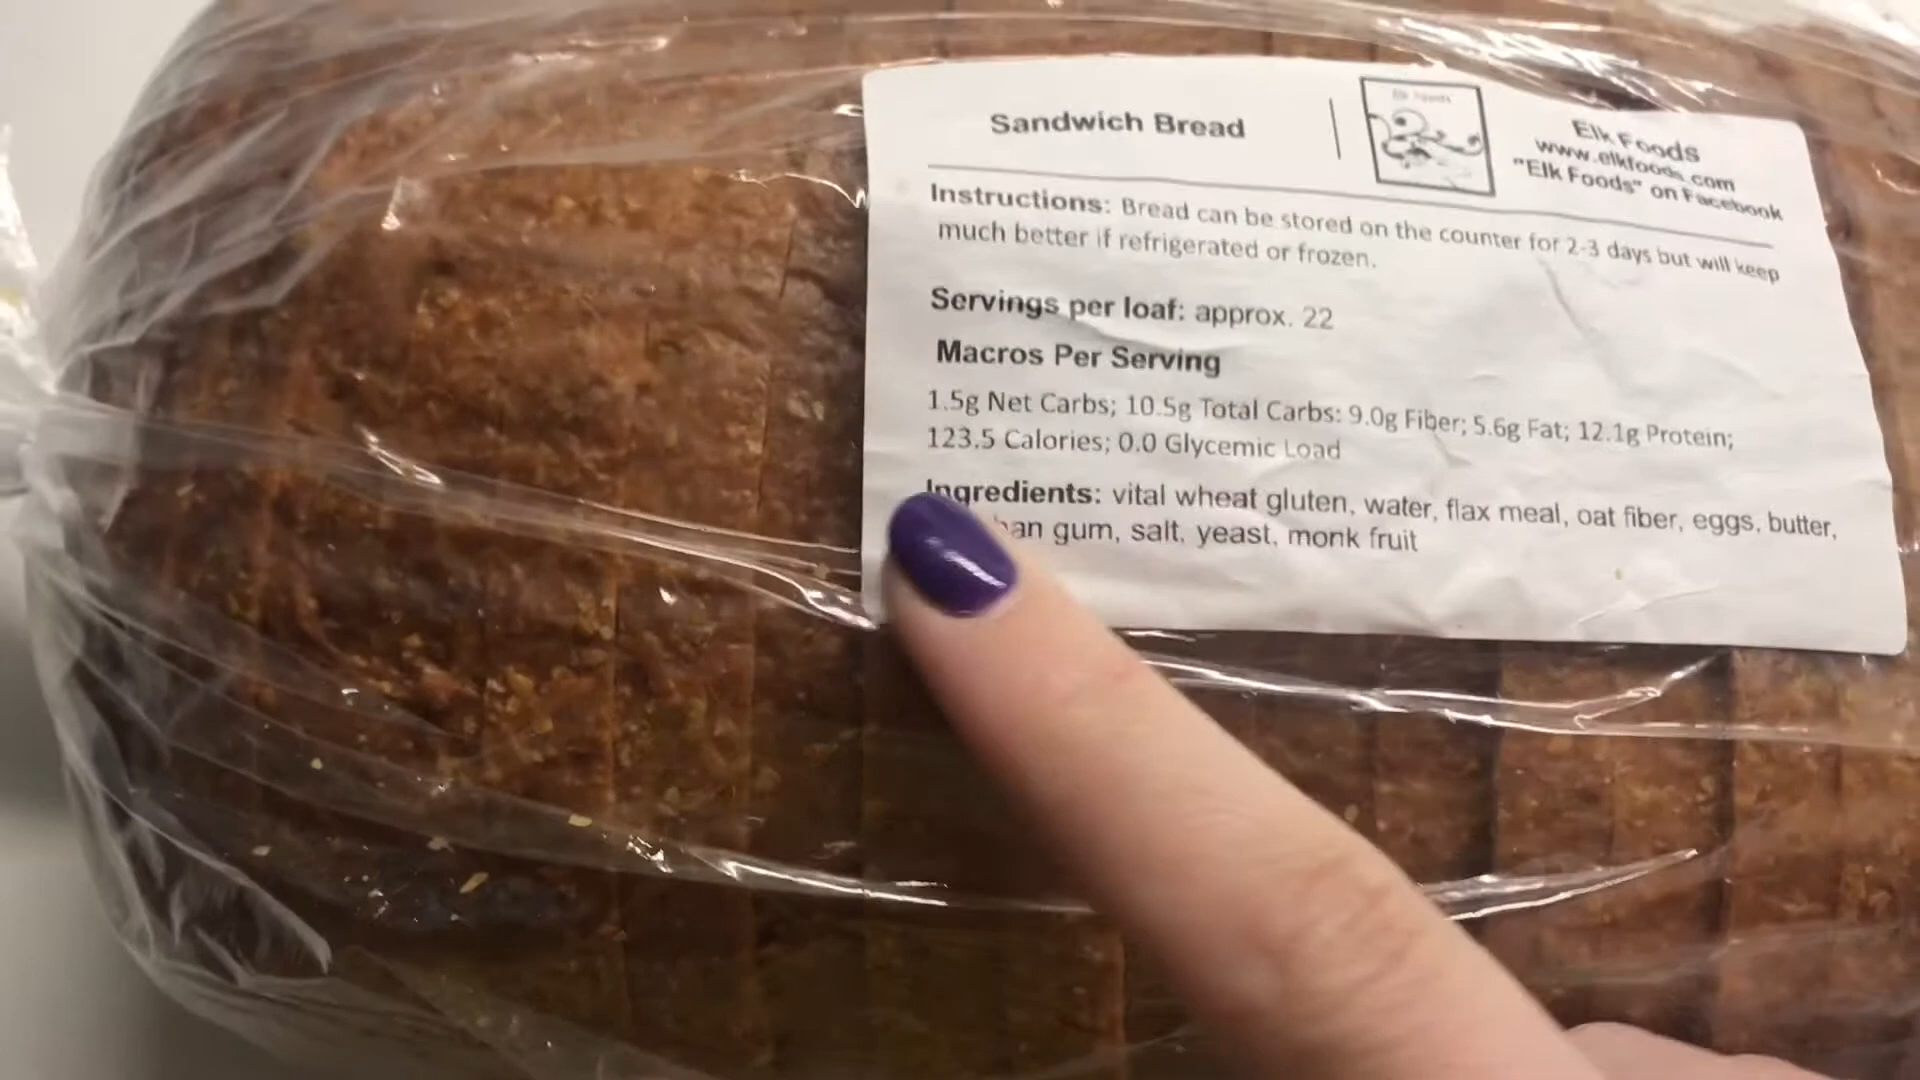 Sandwich Bread
Elk Foods
Elk Foods
www.elkfoods.com
"Elk Foods" on Facebook
Instructions: Bread can be stored on the counter for 2-3 days but will keep
much better if refrigerated or frozen.
Servings per loaf: approx. 22
Macros Per Serving
1.5g Net Carbs; 10.5g Total Carbs: 9.0g Fiber; 5.6g Fat; 12.1g Protein;
123.5 Calories; 0.0 Glycemic Load
Ingredients: vital wheat gluten, water, flax meal, oat fiber, eggs, butter,
gum, salt, yeast, monk fruit